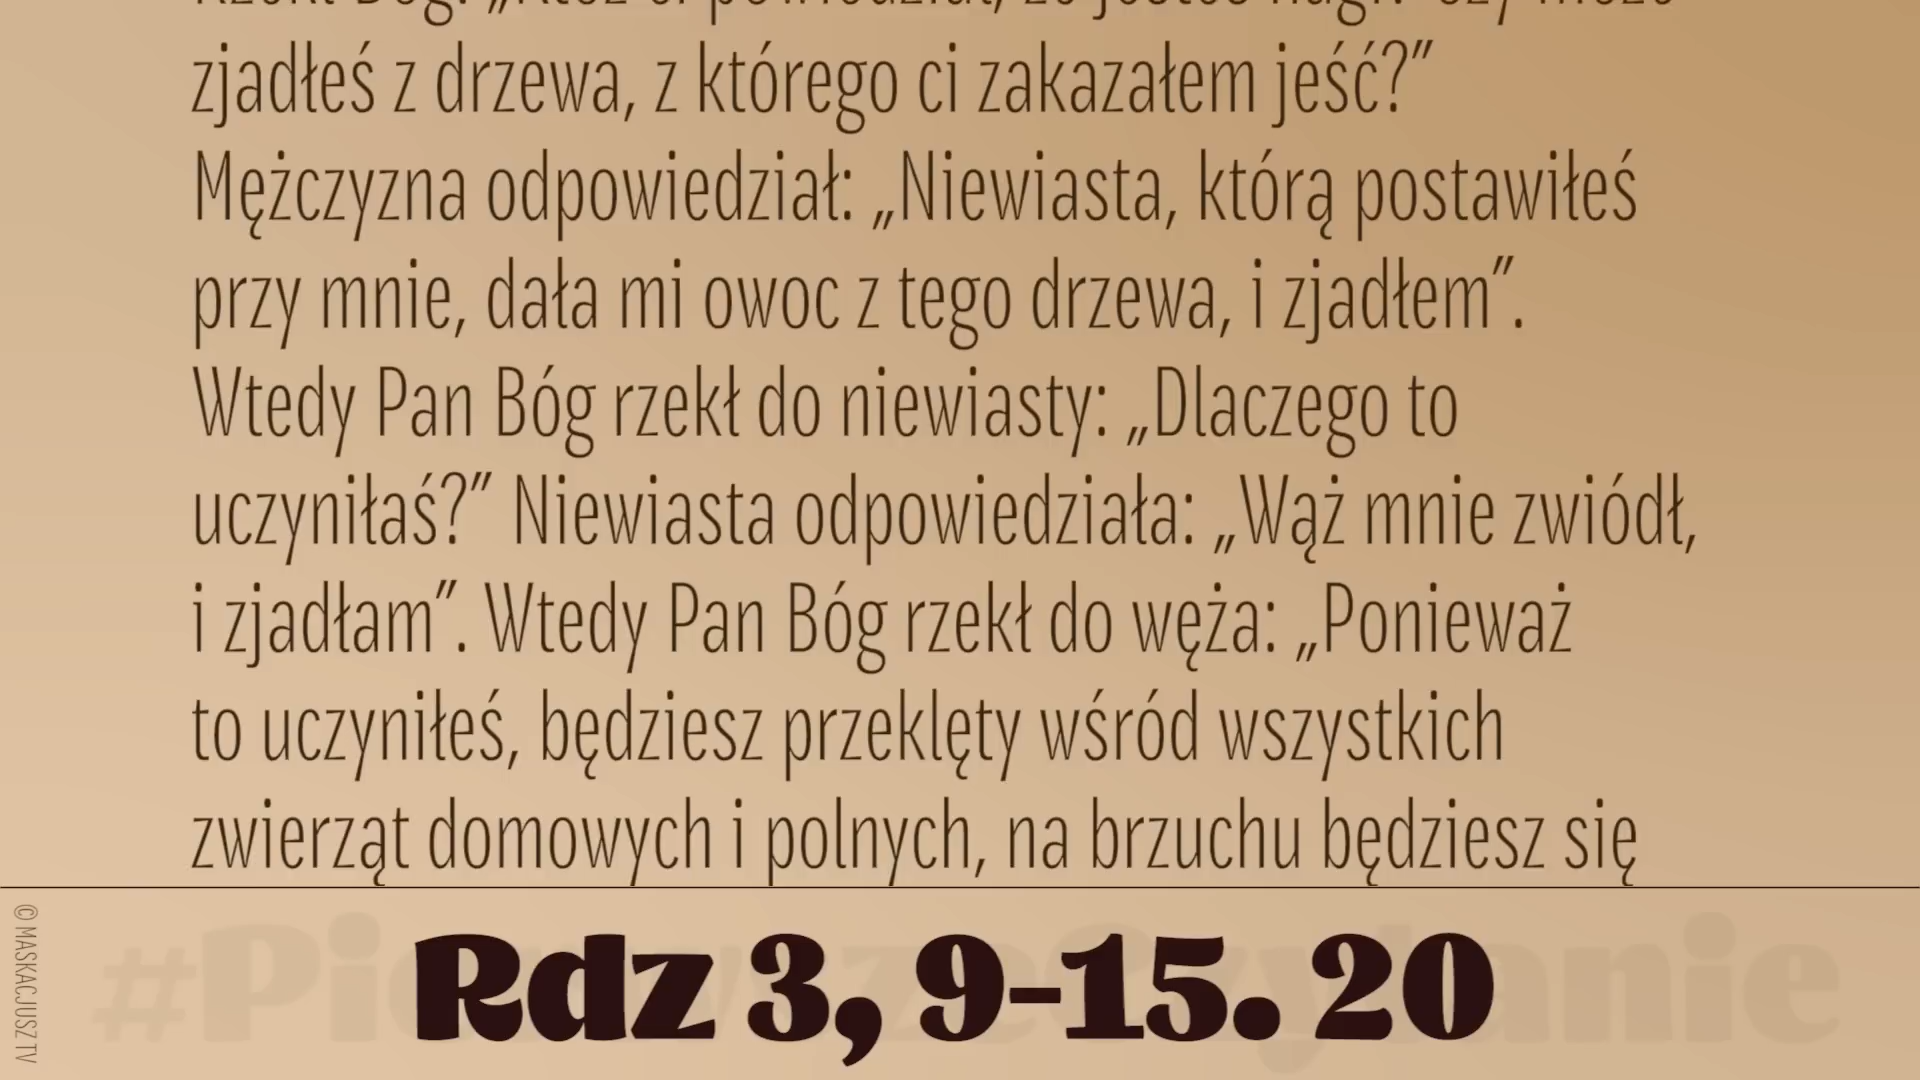 zjadłeś z drzewa, z którego ci zakazałem jeść?”
Mężczyzna odpowiedział: „Niewiasta, którą postawiłeś
przy mnie, dała mi owoc z tego drzewa, i zjadłem”.
Wtedy Pan Bóg rzekł do niewiasty: „Dlaczego to
uczyniłaś?” Niewiasta odpowiedziała: „Wąż mnie zwiódł,
i zjadłam”. Wtedy Pan Bóg rzekł do węża: „Ponieważ
to uczyniłeś, będziesz przeklęty wśród wszystkich
zwierząt domowych i polnych, na brzuchu będziesz się
#PierwszeCzytanie
Rdz 3, 9-15. 20
© MASKACJUSZ TV